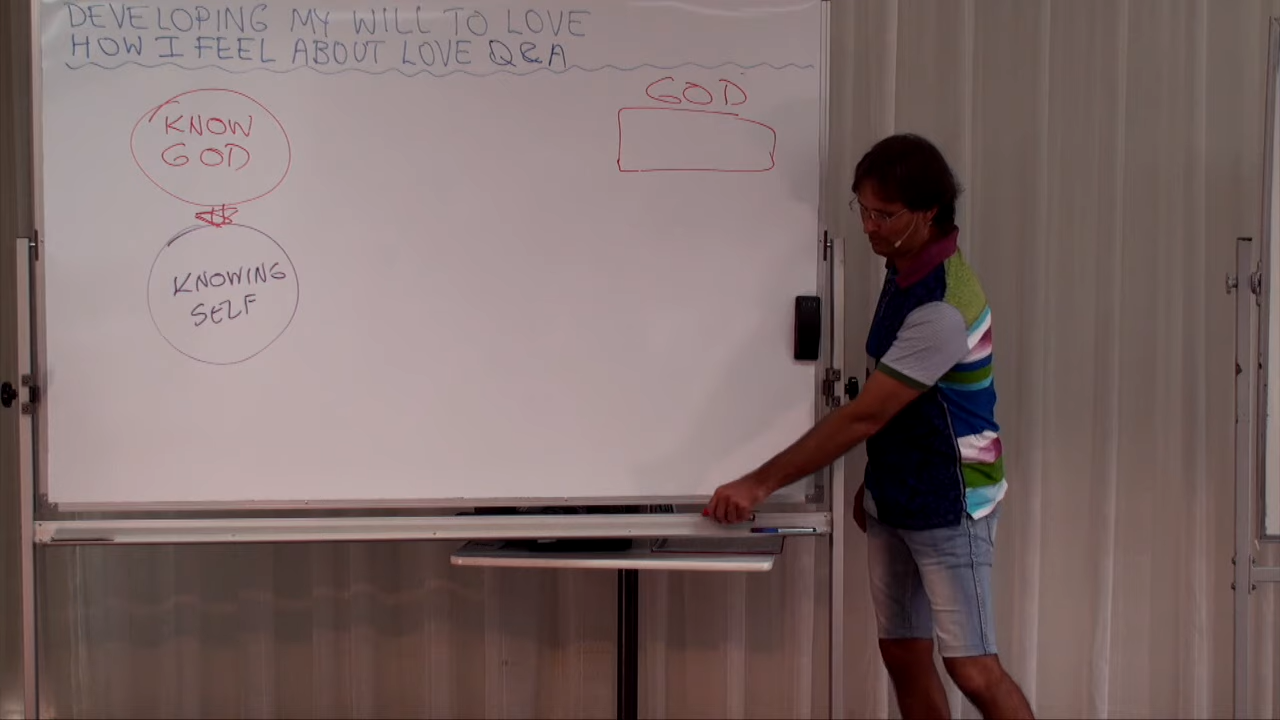 DEVELOPING MY WILL TO LOVE
HOW I FEEL ABOUT LOVE Q&A
KNOW
GOD
GOD
KNOWING
SELF